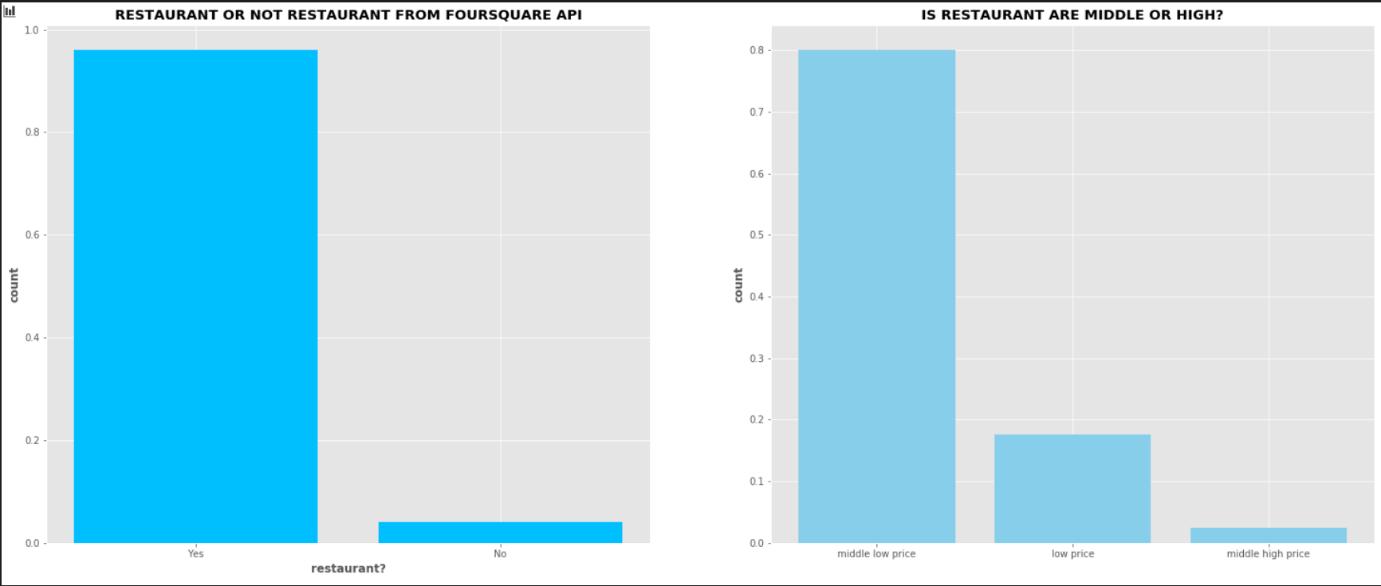 RESTAURANT OR NOT RESTAURANT FROM FOURSQUARE API
1.0
0.8
0.6
0.4
0.2
0.0
count
Yes
No
restaurant?
IS RESTAURANT ARE MIDDLE OR HIGH?
0.8
0.7
0.6
0.5
0.4
0.3
0.2
0.1
0.0
count
middle low price
low price
middle high price